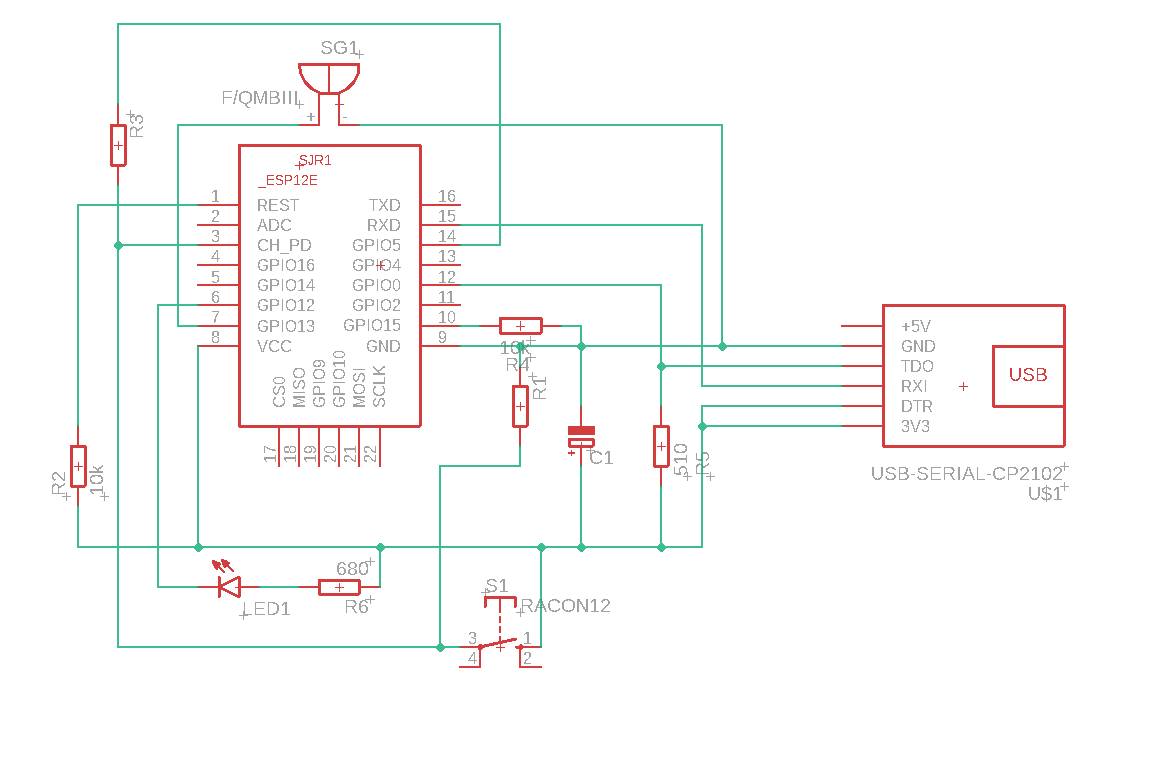 SG1
F/QMBIII
+ -
R3
SJR1
_ESP12E
1 REST TXD 16
2 ADC RXD 15
3 CH_PD GPIO5 14
4 GPIO16 GPIO4 13
5 GPIO14 GPIO0 12
6 GPIO12 GPIO2 11
7 GPIO13 GPIO15 10
8 VCC GND 9
CS0
MISO
GPIO9
GPIO10
MOSI
SCLK
17
18
19
20
21
22
10k
R4
R1
+5V
GND
TDO
RXI
DTR
3V3
USB
USB-SERIAL-CP2102
U$1
C1
510
R5
R2
10k
LED1
680
R6
S1
RACON12
3 1
4 2